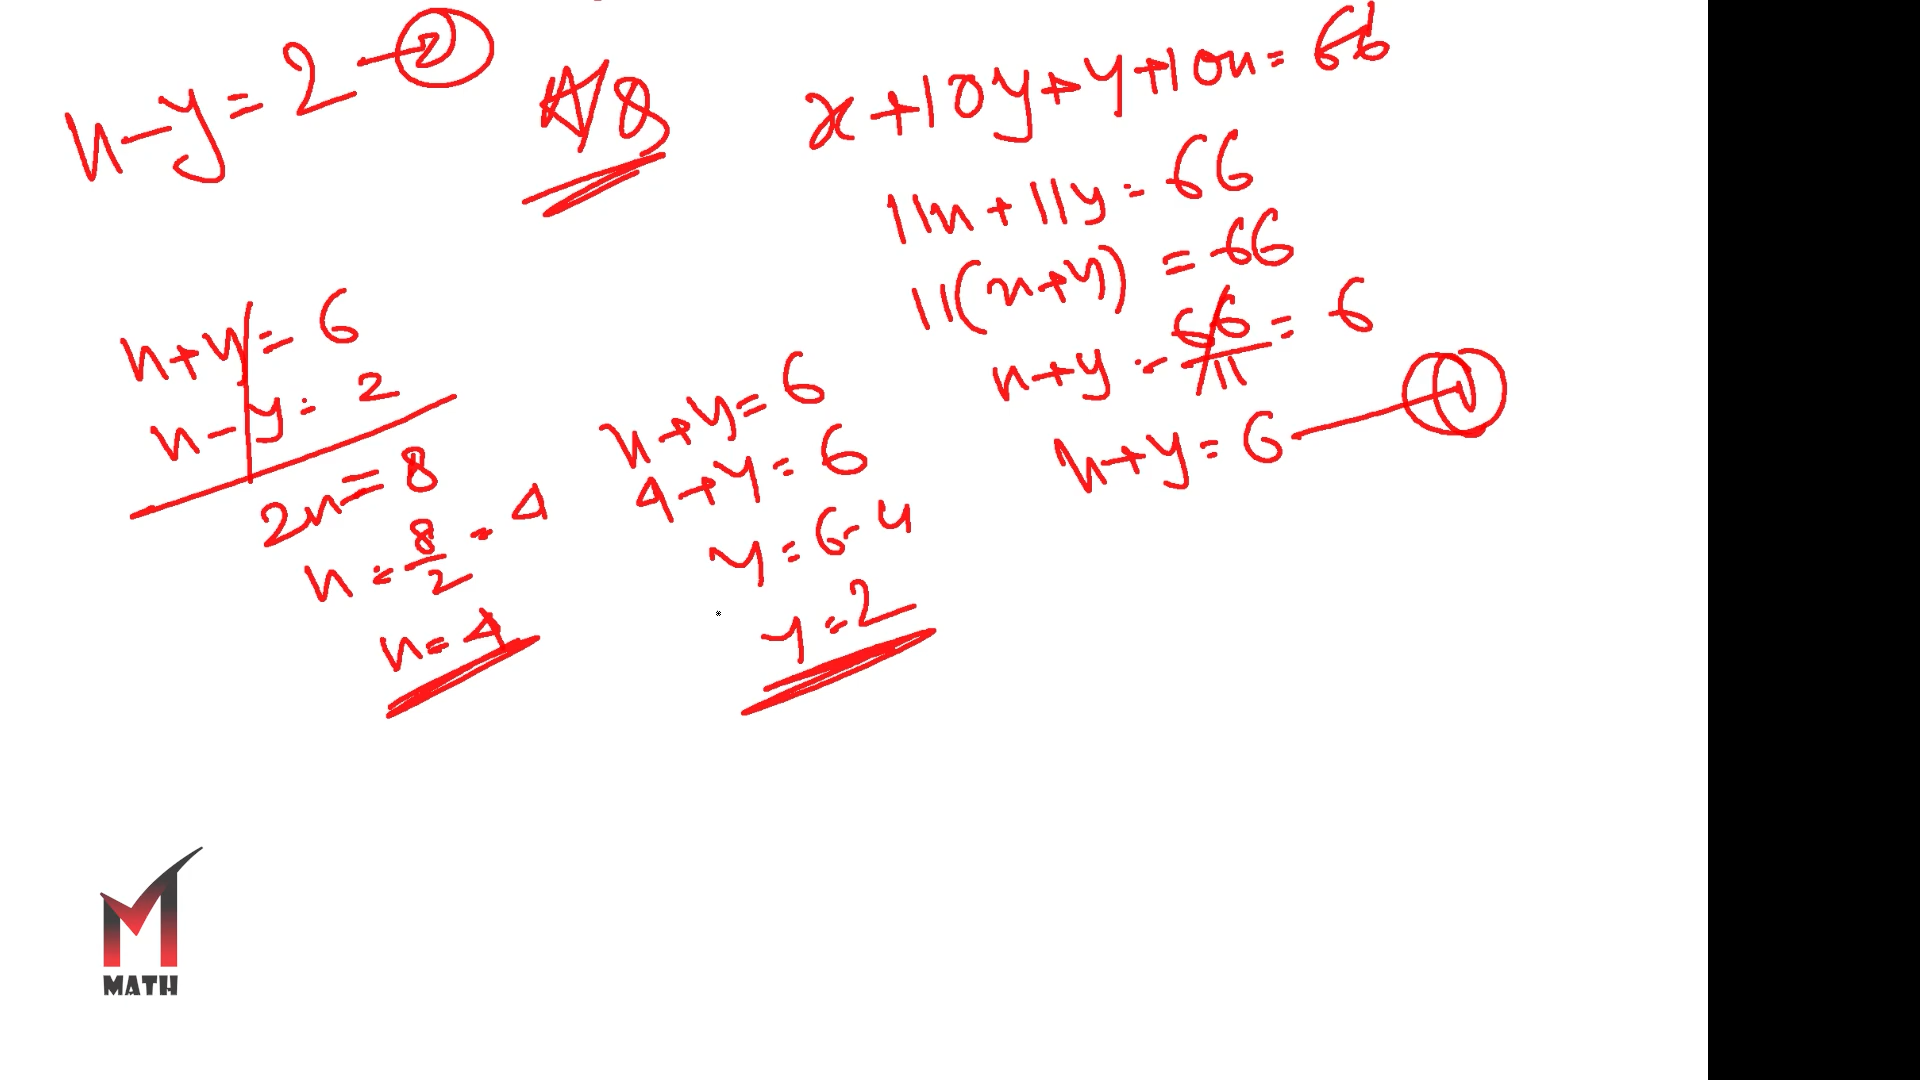 x-y=2 — 2
A/Q
x+10y+y+10x=66
11x+11y=66
11(x+y) =66
x+y=66/11=6
x+y=6 — 1
x+y=6
x-y=2
2x=8
x=8/2=4
x=4
x+y=6
4+y=6
y=6-4
y=2
MATH